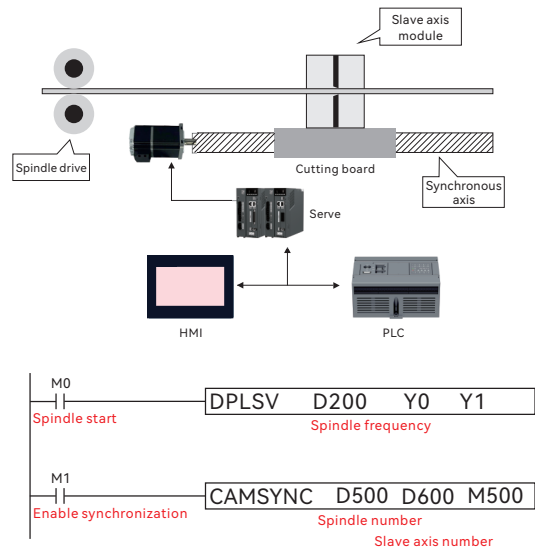 Slave axis
module
Spindle drive
Cutting board
Synchronous
axis
Serve
HMI
PLC
M0
Spindle start
DPLSV D200 Y0 Y1
Spindle frequency
M1
Enable synchronization
CAMSYNC D500 D600 M500
Spindle number
Slave axis number